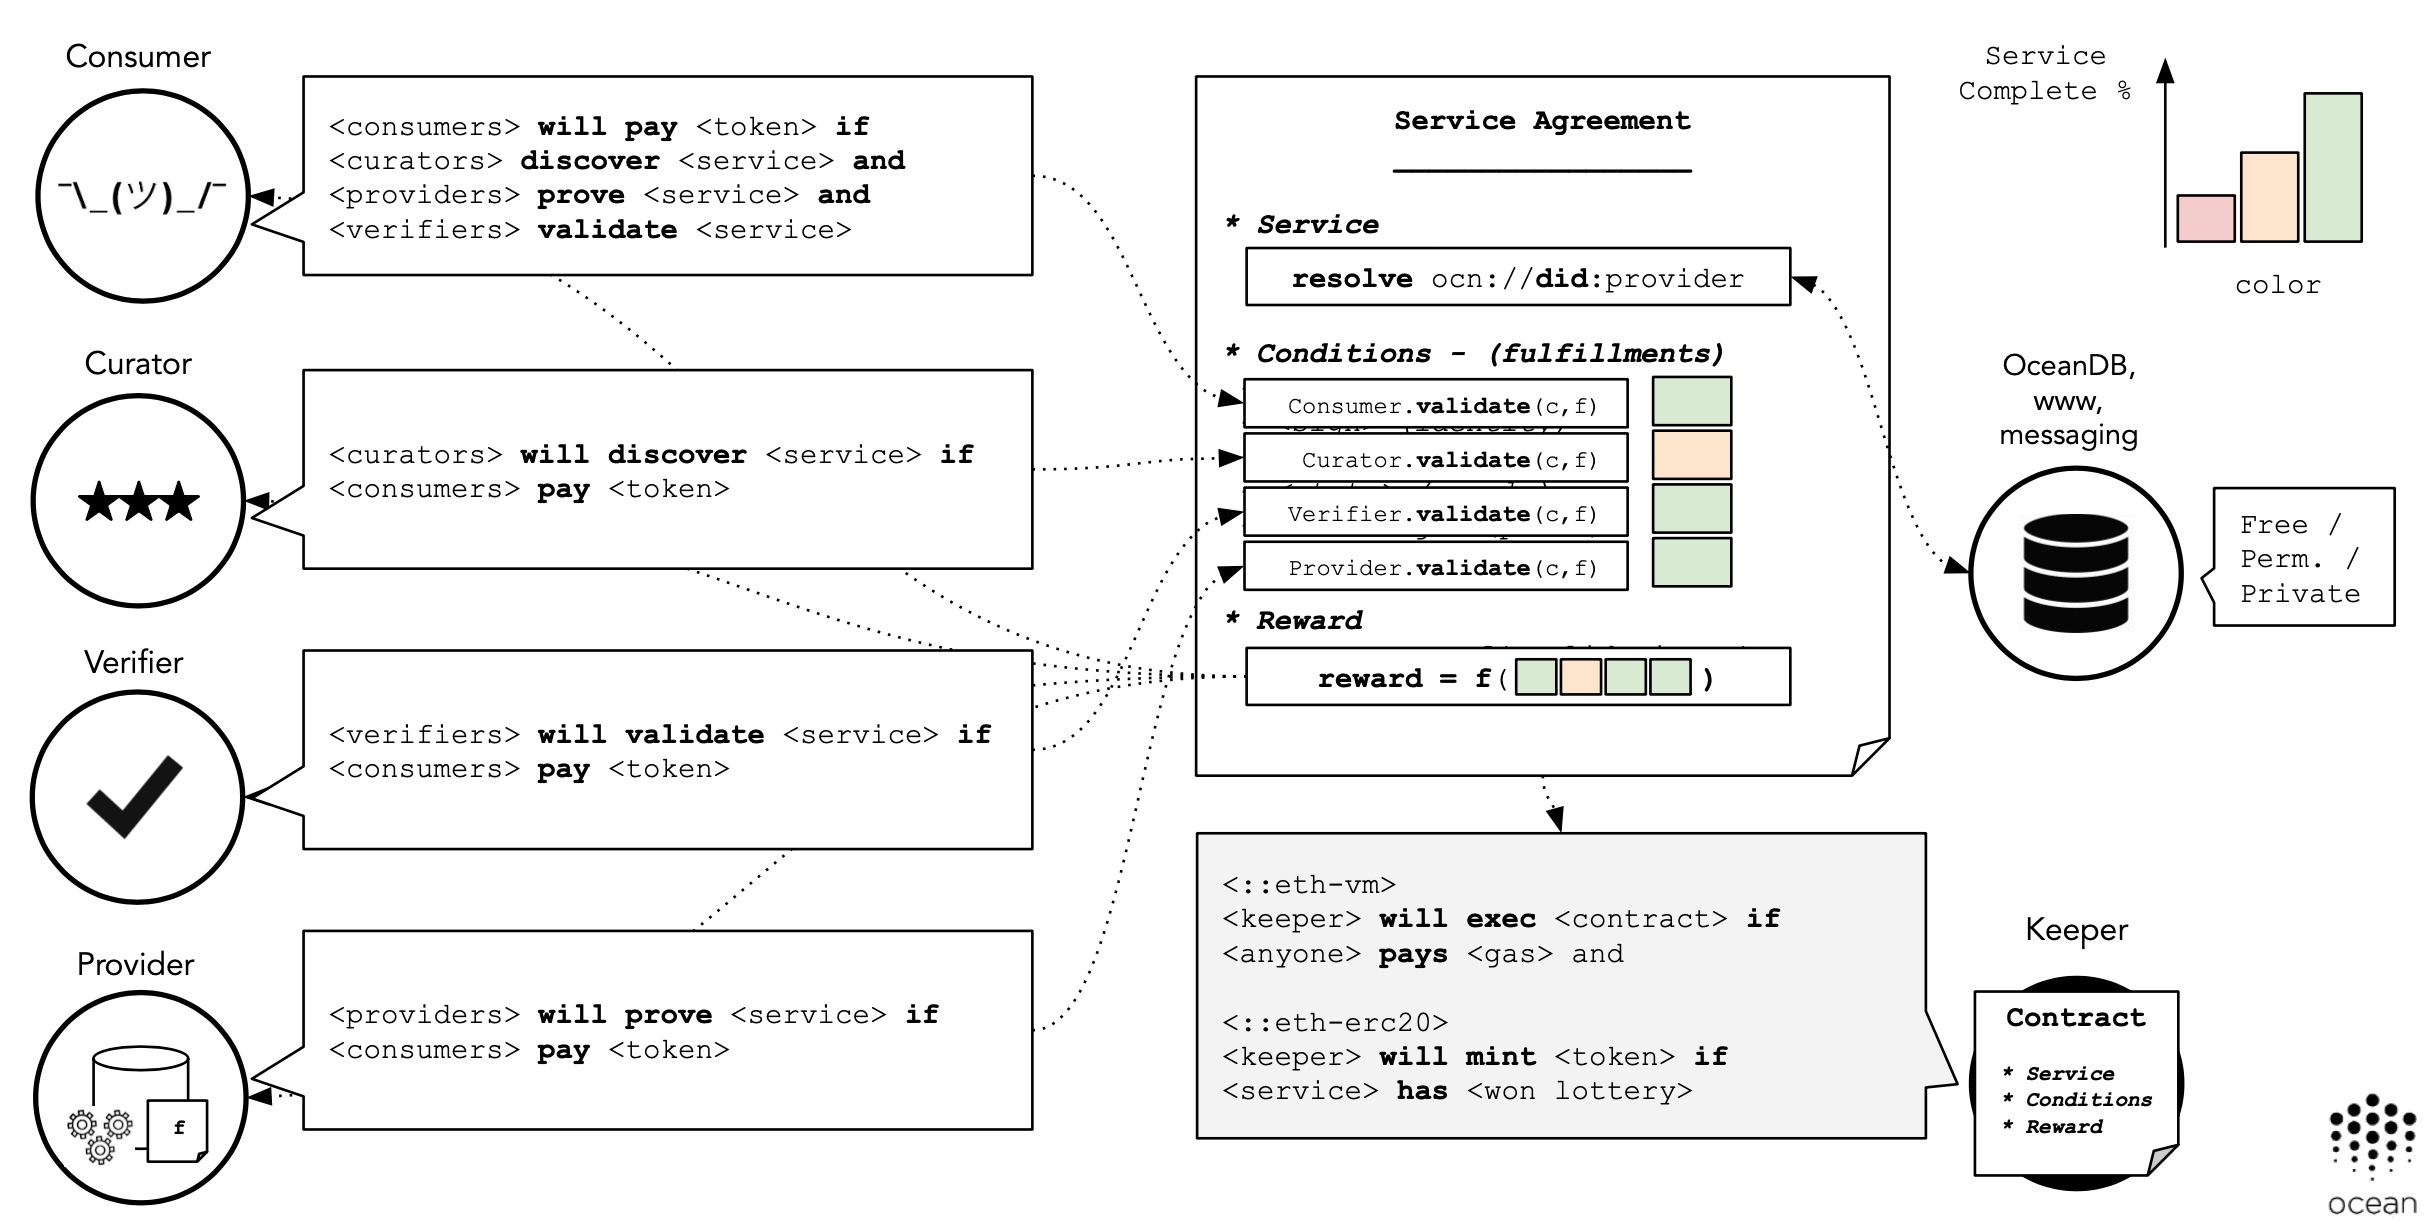 Consumer
¯\_(ツ)_/¯
<consumers> will pay <token> if
<curators> discover <service> and
<providers> prove <service> and
<verifiers> validate <service>
Curator
<curators> will discover <service> if
<consumers> pay <token>
Verifier
<verifiers> will validate <service> if
<consumers> pay <token>
Provider
f
<providers> will prove <service> if
<consumers> pay <token>
Service Agreement
* Service
resolve ocn://did:provider
* Conditions - (fulfillments)
Consumer.validate(c,f)
Curator.validate(c,f)
Verifier.validate(c,f)
Provider.validate(c,f)
* Reward
reward = f( )
<::eth-vm>
<keeper> will exec <contract> if
<anyone> pays <gas> and
<::eth-erc20>
<keeper> will mint <token> if
<service> has <won lottery>
Service
Complete %
color
OceanDB,
www,
messaging
Free /
Perm. /
Private
Keeper
Contract
* Service
* Conditions
* Reward
ocean